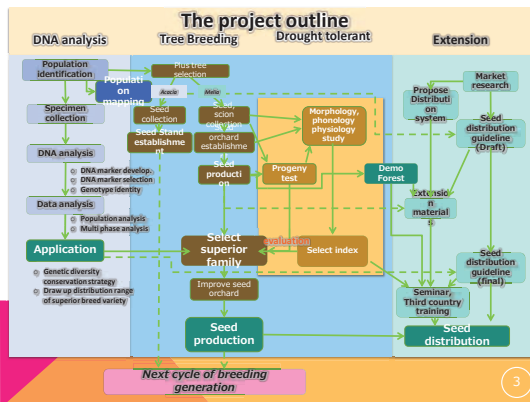 The project outline
DNA analysis
Tree Breeding
Drought tolerant
Extension
Population
identification
Populati
on
mapping
Specimen
collection
DNA analysis
DNA marker develop.
DNA marker selection
Genotype Identity
Data analysis
Population analysis
Multi phase analysis
Application
Genetic diversity
conservation strategy
Draw up distribution range
of superior breed variety
Plus tree
selection
Acacia
Melia
Seed
collection
Seed Stand
establishme
nt
Seed, scion
collection
orchard
establishme
Seed
producti
on
Select
superior
family
Improve seed
orchard
Seed
production
Next cycle of breeding
generation
Morphology,
phonology
physiology
study
Progeny
test
evaluation
Select index
Demo
Forest
Propose
Distributi
on
system
Market
research
Seed
distribution
guideline
(Draft)
Extensio
n
material
s
Seed
distribution
guideline
(final)
Seminar,
Third country
training
Seed
distribution
3